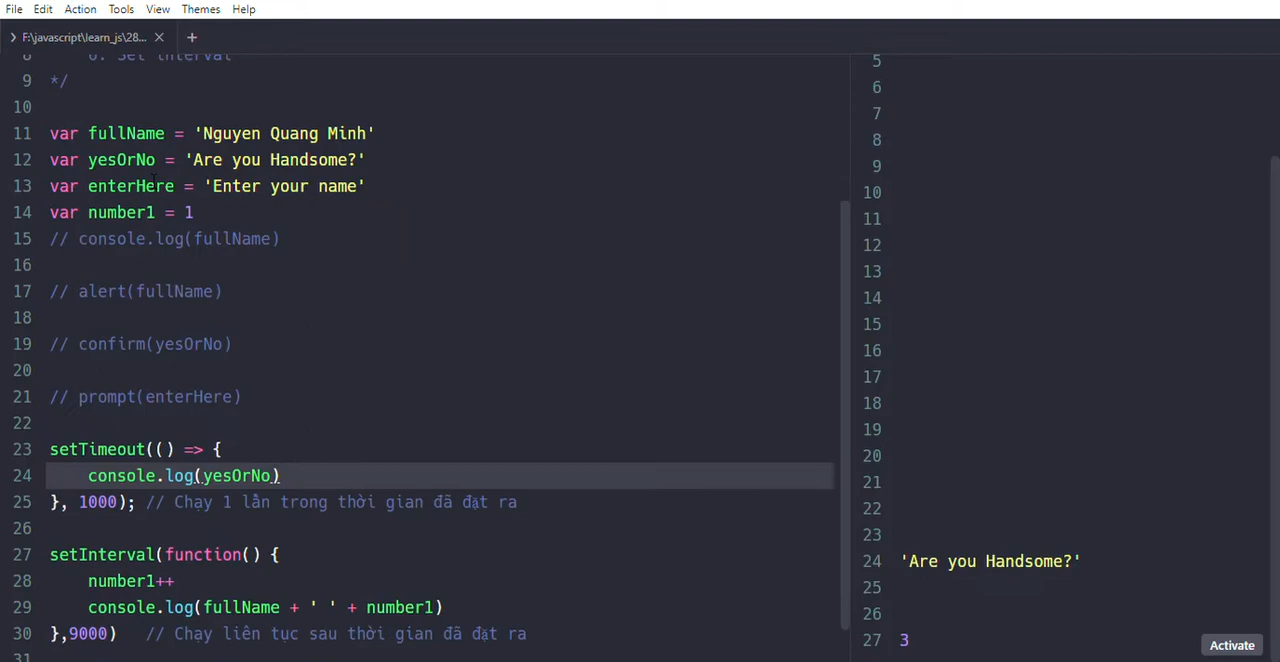 File Edit Action Tools View Themes Help
F:\javascript\learn_js\28... × +
8 6. Set interval
9 */
10
11 var fullName = 'Nguyen Quang Minh'
12 var yesOrNo = 'Are you Handsome?'
13 var enterHere = 'Enter your name'
14 var number1 = 1
15 // console.log(fullName)
16
17 // alert(fullName)
18
19 // confirm(yesOrNo)
20
21 // prompt(enterHere)
22
23 setTimeout(() => {
24 console.log(yesOrNo)
25 }, 1000); // Chạy 1 lần trong thời gian đã đặt ra
26
27 setInterval(function() {
28 number1++
29 console.log(fullName + ' ' + number1)
30 },9000) // Chạy liên tục sau thời gian đã đặt ra
31
5
6
7
8
9
10
11
12
13
14
15
16
17
18
19
20
21
22
23
24 'Are you Handsome?'
25
26
27 3
Activate